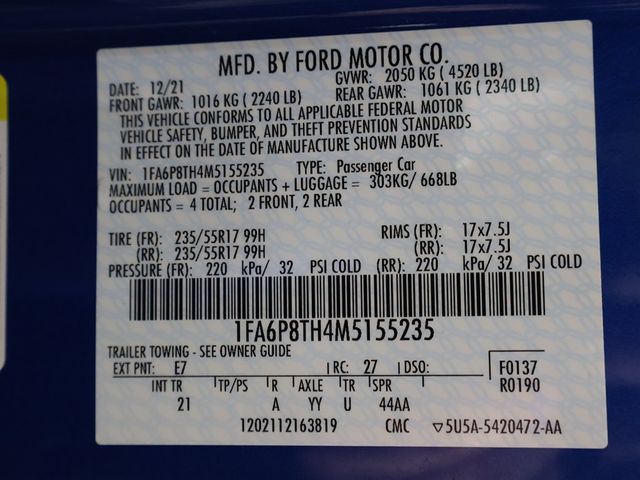 MFD. BY FORD MOTOR CO.
DATE: 12/21 GVWR: 2050 KG ( 4520 LB)
FRONT GAWR: 1016 KG ( 2240 LB) REAR GAWR: 1061 KG ( 2340 LB)
THIS VEHICLE CONFORMS TO ALL APPLICABLE FEDERAL MOTOR
VEHICLE SAFETY, BUMPER, AND THEFT PREVENTION STANDARDS
IN EFFECT ON THE DATE OF MANUFACTURE SHOWN ABOVE.
VIN: 1FA6P8TH4M5155235 TYPE: Passenger Car
MAXIMUM LOAD = OCCUPANTS + LUGGAGE = 303KG/ 668LB
OCCUPANTS = 4 TOTAL; 2 FRONT, 2 REAR
TIRE (FR): 235/55R17 99H RIMS (FR): 17x7.5J
(RR): 235/55R17 99H (RR): 17x7.5J
PRESSURE (FR): 220 kPa/ 32 PSI COLD (RR): 220 kPa/ 32 PSI COLD
1FA6P8TH4M5155235
TRAILER TOWING - SEE OWNER GUIDE
EXT PNT: E7 RC: 27 DSO: F0137
INT TR TP/PS R AXLE TR SPR R0190
21 A YY U 44AA
1202112163819 CMC ▽5U5A-5420472-AA